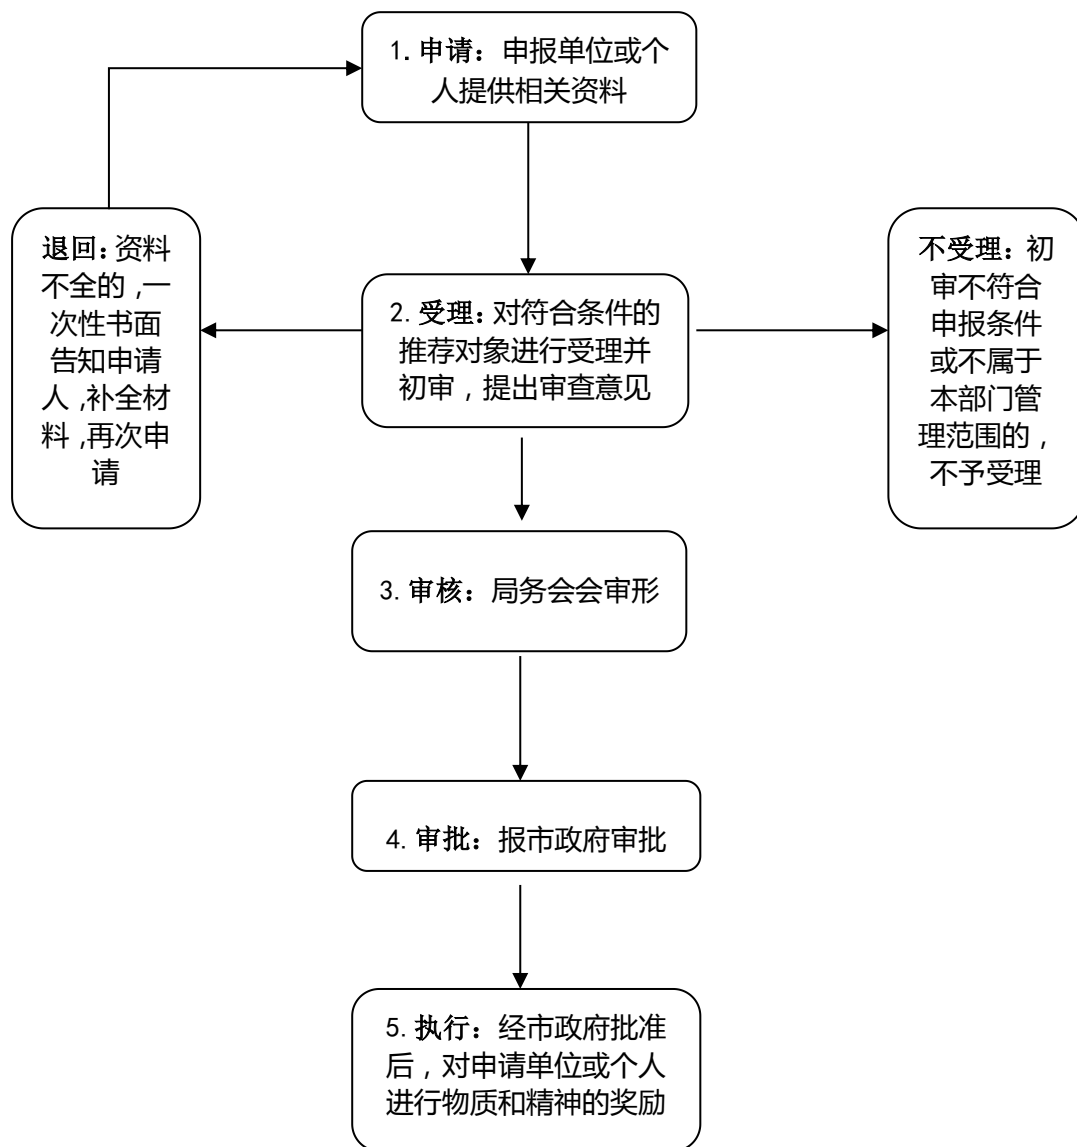 1.申请：申报单位或个
人提供相关资料
退回：资料
不全的,一
次性书面
告知申请
人,补全材
料,再次申
请
2.受理：对符合条件的
推荐对象进行受理并
初审，提出审查意见
不受理：初
审不符合
申报条件
或不属于
本部门管
理范围的，
不予受理
3.审核：局务会会审形
4.审批：报市政府审批
5.执行：经市政府批准
后，对申请单位或个人
进行物质和精神的奖励